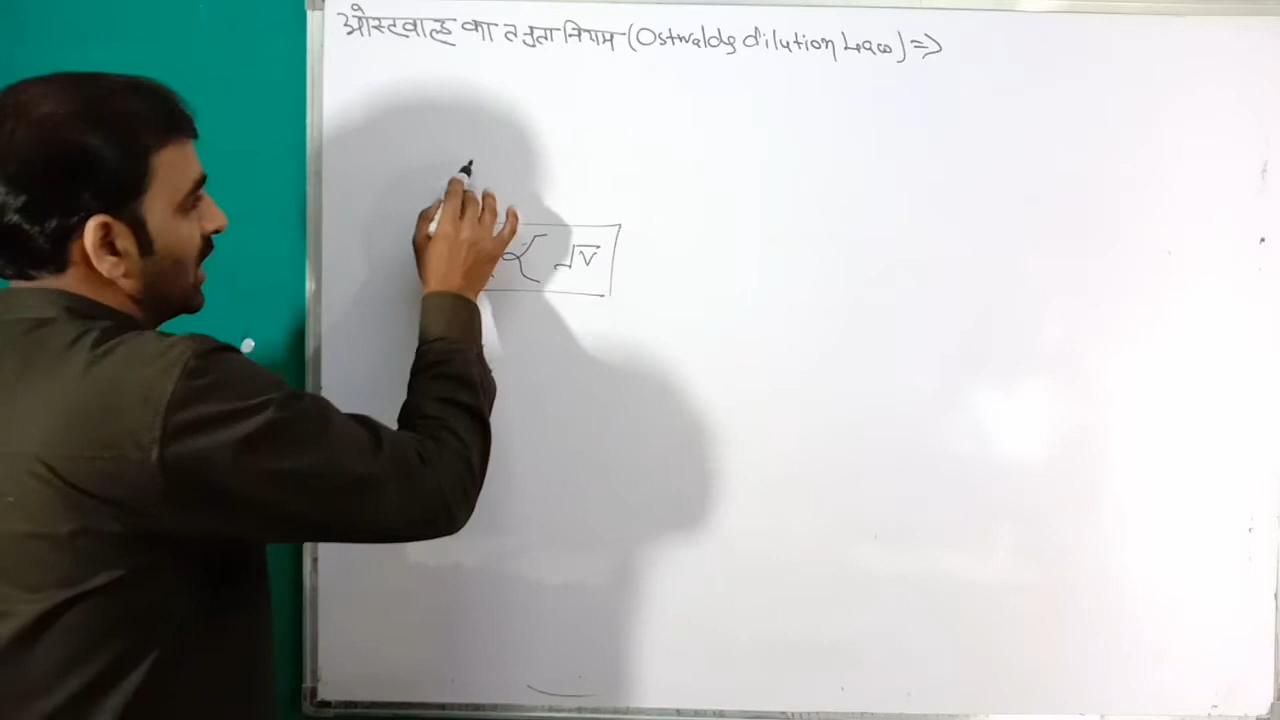 ओस्टवाल्ड का तनुता नियम (Ostwalds dilution Law) =>
∝ √v